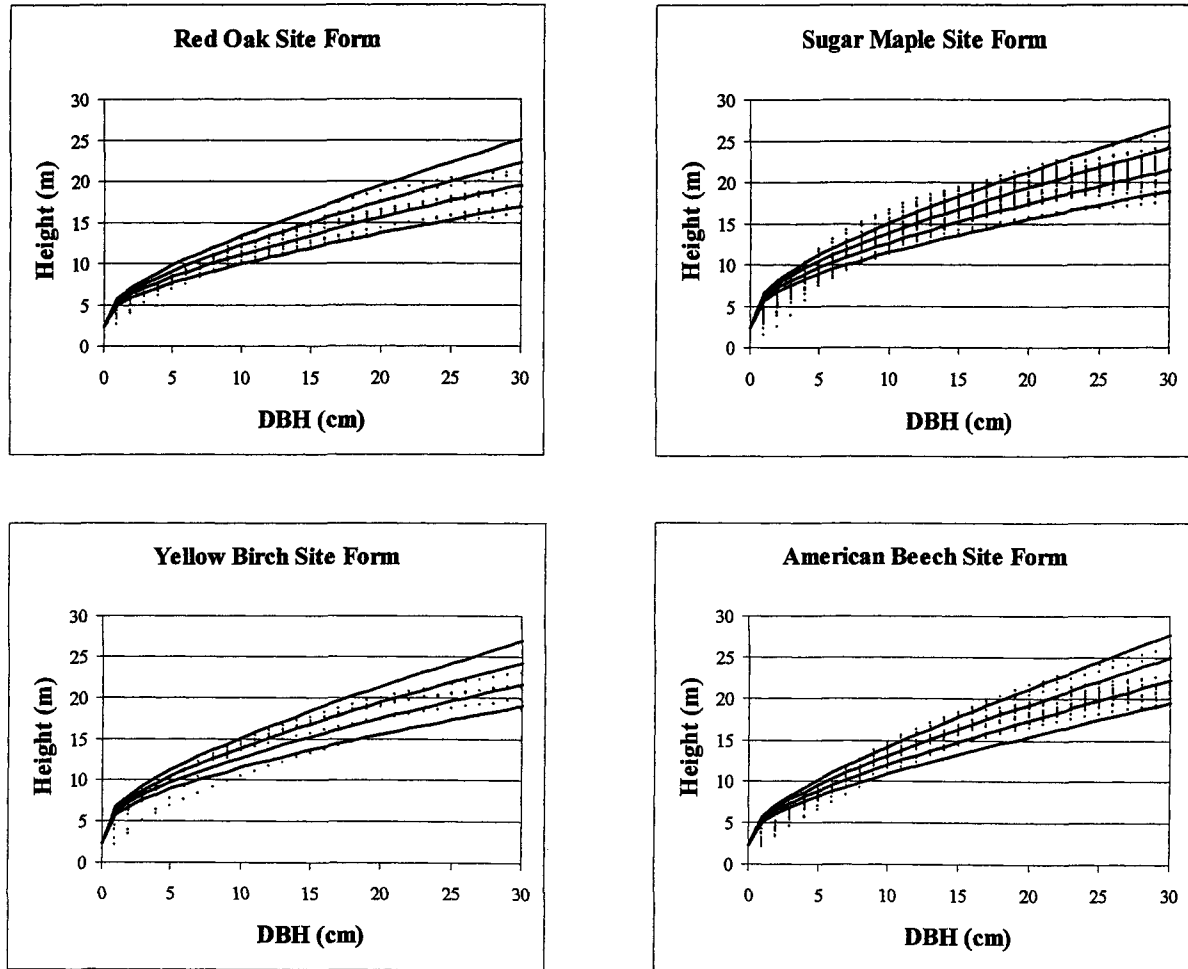 Red Oak Site Form
30
25
20
15
10
5
0
Height (m)
0 5 10 15 20 25 30
DBH (cm)
Sugar Maple Site Form
30
25
20
15
10
5
0
Height (m)
0 5 10 15 20 25 30
DBH (cm)
Yellow Birch Site Form
30
25
20
15
10
5
0
Height (m)
0 5 10 15 20 25 30
DBH (cm)
American Beech Site Form
30
25
20
15
10
5
0
Height (m)
0 5 10 15 20 25 30
DBH (cm)